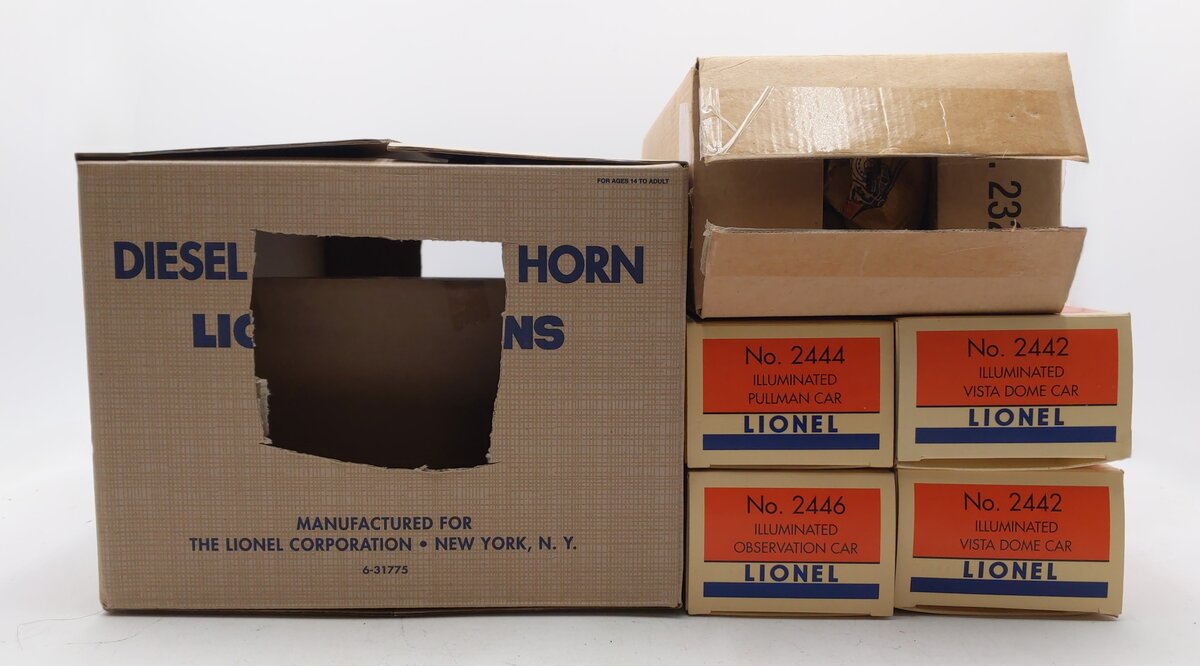 FOR AGES 14 TO ADULT
DIESEL HORN
LIO NS
MANUFACTURED FOR
THE LIONEL CORPORATION • NEW YORK, N. Y.
6-31775
No. 2444
ILLUMINATED
PULLMAN CAR
LIONEL
No. 2442
ILLUMINATED
VISTA DOME CAR
LIONEL
No. 2446
ILLUMINATED
OBSERVATION CAR
LIONEL
No. 2442
ILLUMINATED
VISTA DOME CAR
LIONEL